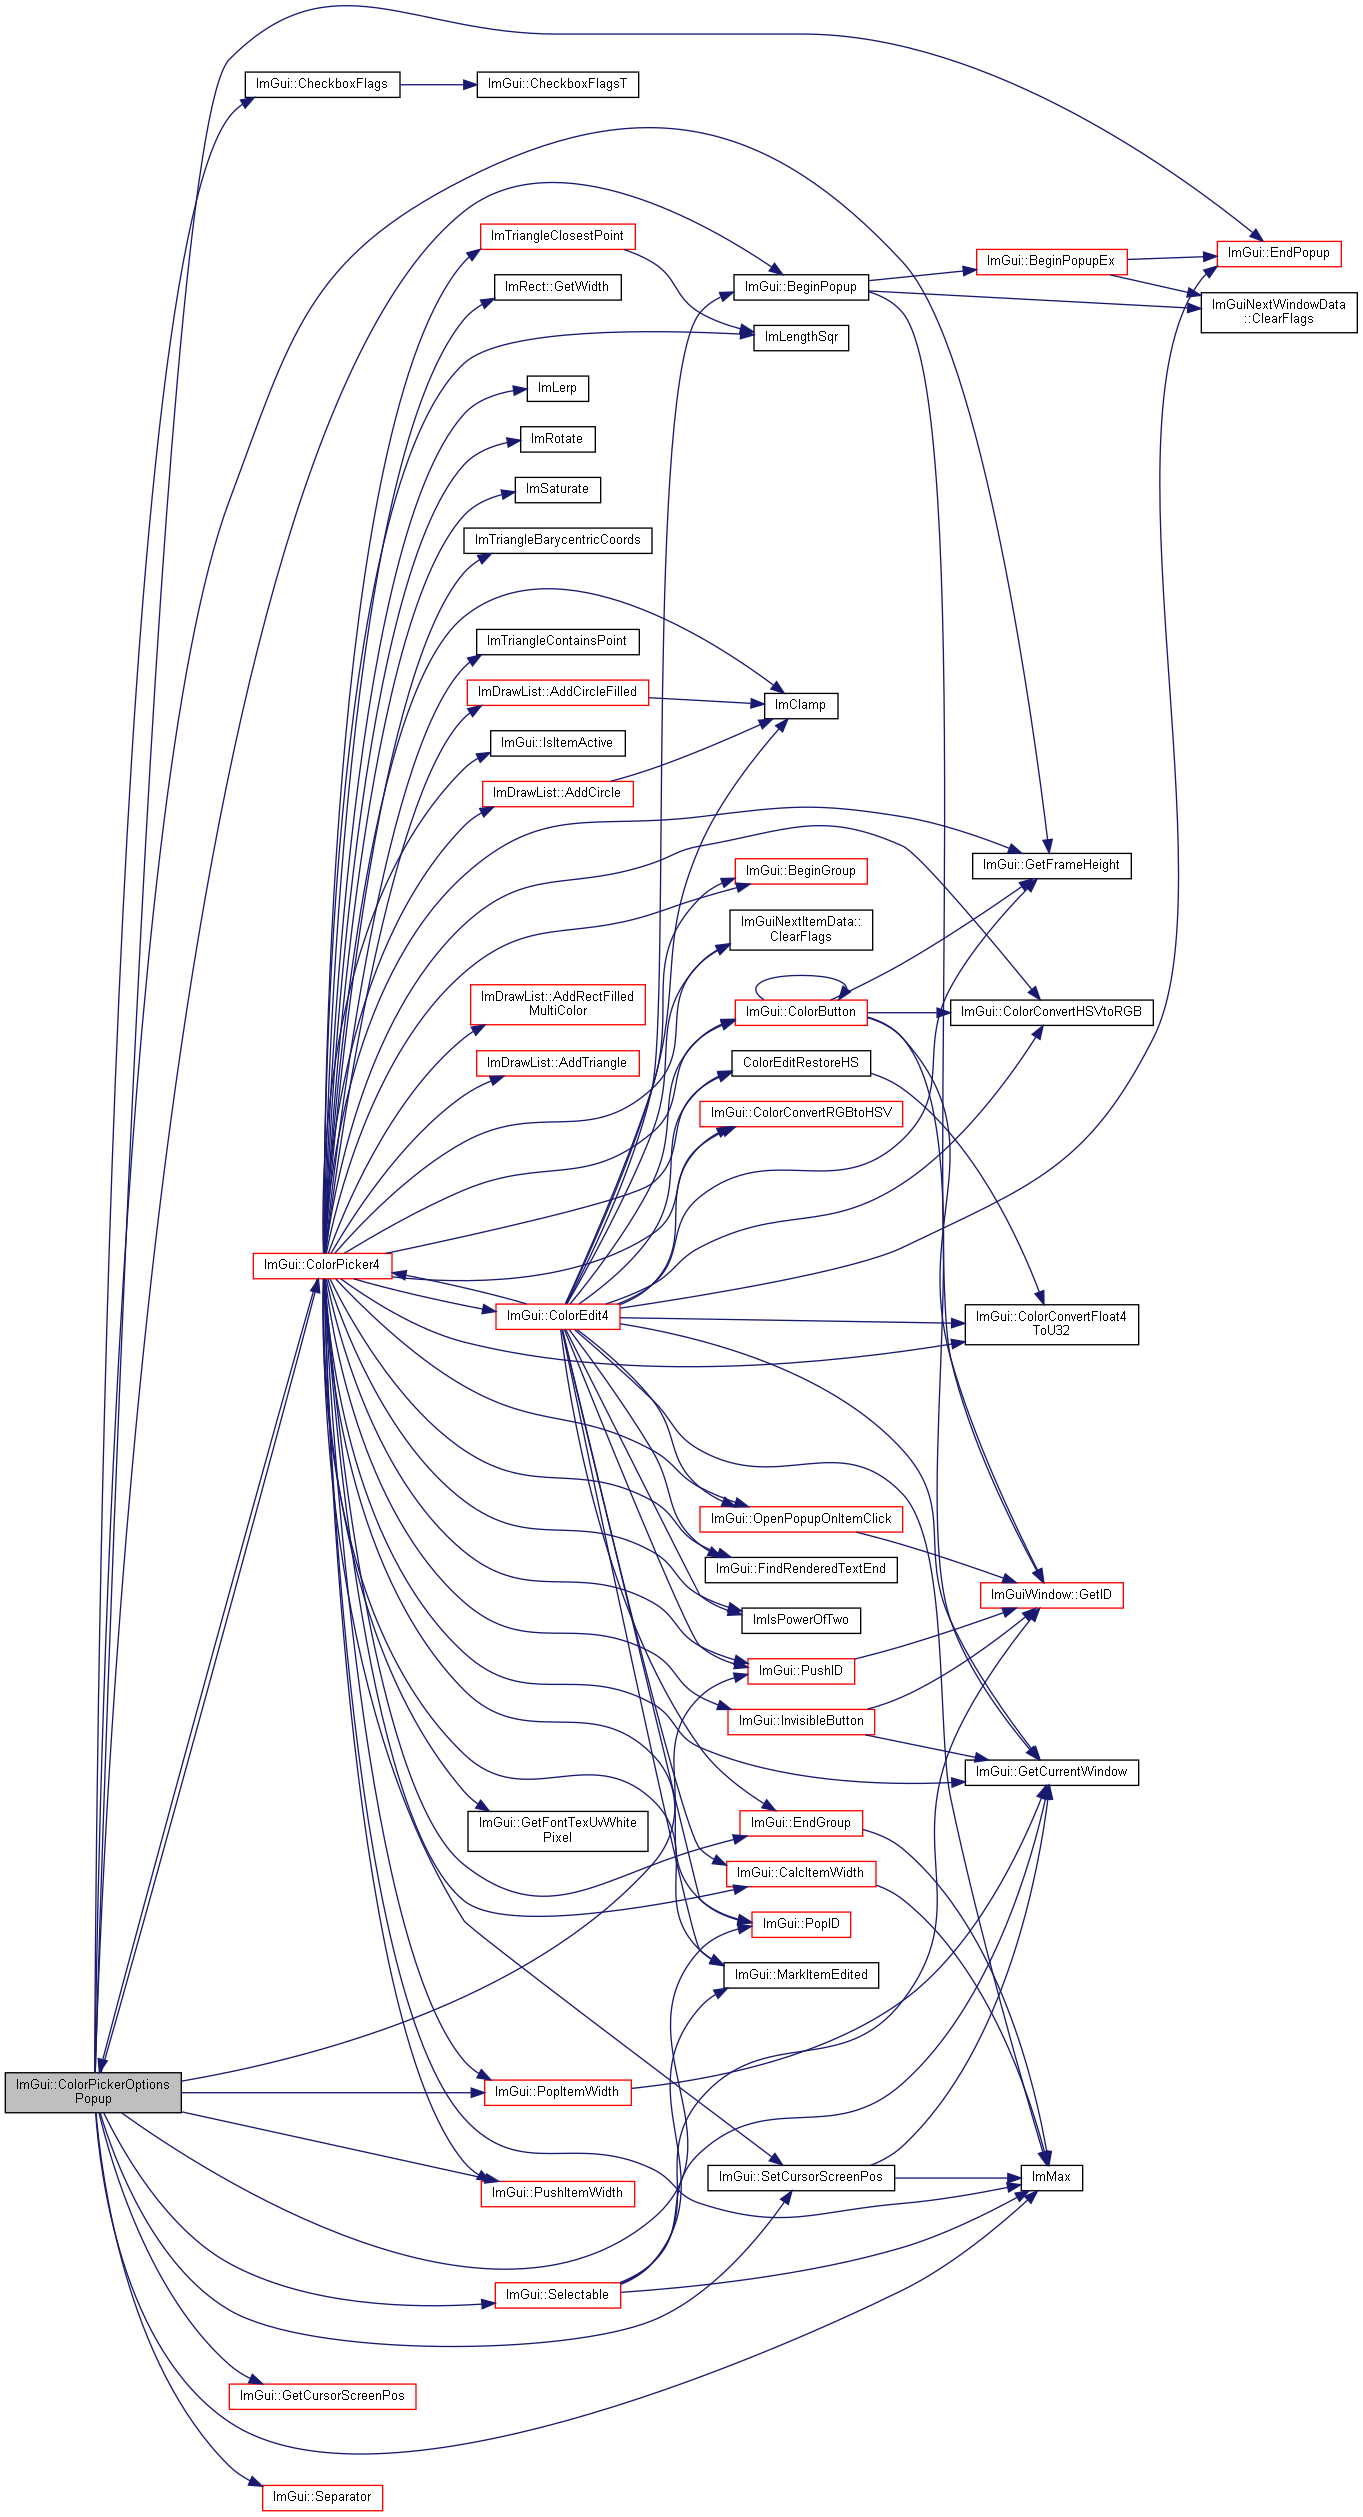 ImGui::CheckboxFlags
ImGui::CheckboxFlagsT
ImTriangleClosestPoint
ImGui::EndPopup
ImGui::BeginPopupEx
ImRect::GetWidth
ImGui::BeginPopup
ImGuiNextWindowData
::ClearFlags
ImLengthSqr
ImLerp
ImRotate
ImSaturate
ImTriangleBarycentricCoords
ImTriangleContainsPoint
ImDrawList::AddCircleFilled
ImClamp
ImGui::IsItemActive
ImDrawList::AddCircle
ImGui::GetFrameHeight
ImGui::BeginGroup
ImGuiNextItemData::
ClearFlags
ImDrawList::AddRectFilled
MultiColor
ImGui::ColorButton
ImGui::ColorConvertHSVtoRGB
ImDrawList::AddTriangle
ColorEditRestoreHS
ImGui::ColorConvertRGBtoHSV
ImGui::ColorPicker4
ImGui::ColorEdit4
ImGui::ColorConvertFloat4
ToU32
ImGui::OpenPopupOnItemClick
ImGui::FindRenderedTextEnd
ImGuiWindow::GetID
ImIsPowerOfTwo
ImGui::PushID
ImGui::InvisibleButton
ImGui::GetCurrentWindow
ImGui::GetFontTexUvWhite
Pixel
ImGui::EndGroup
ImGui::CalcItemWidth
ImGui::PopID
ImGui::MarkItemEdited
ImGui::ColorPickerOptions
Popup
ImGui::PopItemWidth
ImGui::SetCursorScreenPos
ImMax
ImGui::PushItemWidth
ImGui::Selectable
ImGui::GetCursorScreenPos
ImGui::Separator